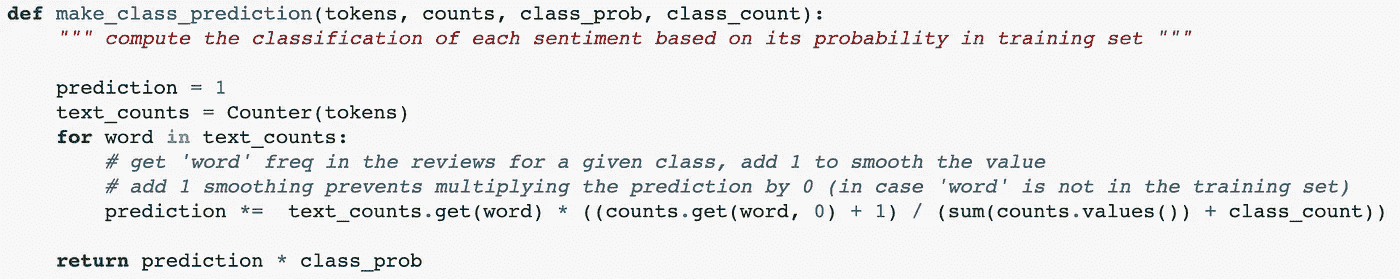 def make_class_prediction(tokens, counts, class_prob, class_count):
    """ compute the classification of each sentiment based on its probability in training set """

    prediction = 1
    text_counts = Counter(tokens)
    for word in text_counts:
        # get 'word' freq in the reviews for a given class, add 1 to smooth the value
        # add 1 smoothing prevents multiplying the prediction by 0 (in case 'word' is not in the training set)
        prediction *=  text_counts.get(word) * ((counts.get(word, 0) + 1) / (sum(counts.values()) + class_count))

    return prediction * class_prob